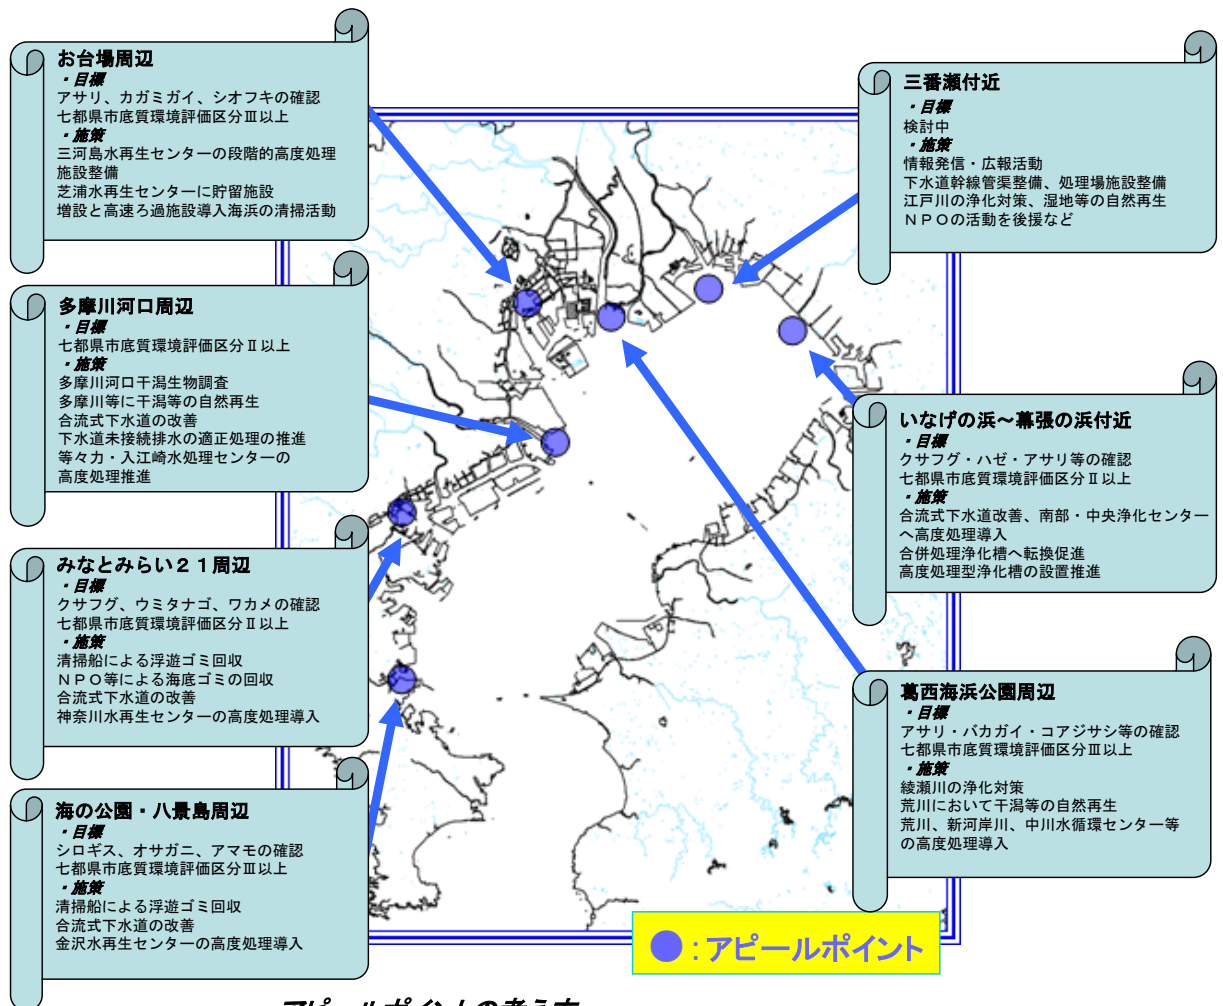 お台場周辺
・目標
アサリ、カガミガイ、シオフキの確認
七都県市底質環境評価区分Ⅲ以上
・施策
三河島水再生センターの段階的高度処理
施設整備
芝浦水再生センターに貯留施設
増設と高速ろ過施設導入海浜の清掃活動
多摩川河口周辺
・目標
七都県市底質環境評価区分Ⅱ以上
・施策
多摩川河口干潟生物調査
多摩川等に干潟等の自然再生
合流式下水道の改善
下水道未接続排水の適正処理の推進
等々力・入江崎水処理センターの
高度処理推進
みなとみらい２１周辺
・目標
クサフグ、ウミタナゴ、ワカメの確認
七都県市底質環境評価区分Ⅱ以上
・施策
清掃船による浮遊ゴミ回収
ＮＰＯ等による海底ゴミの回収
合流式下水道の改善
神奈川水再生センターの高度処理導入
海の公園・八景島周辺
・目標
シロギス、オサガニ、アマモの確認
七都県市底質環境評価区分Ⅲ以上
・施策
清掃船による浮遊ゴミ回収
合流式下水道の改善
金沢水再生センターの高度処理導入
三番瀬付近
・目標
検討中
・施策
情報発信・広報活動
下水道幹線管渠整備、処理場施設整備
江戸川の浄化対策、湿地等の自然再生
ＮＰＯの活動を後援など
いなげの浜～幕張の浜付近
・目標
クサフグ・ハゼ・アサリ等の確認
七都県市底質環境評価区分Ⅱ以上
・施策
合流式下水道改善、南部・中央浄化センター
へ高度処理導入
合併処理浄化槽へ転換促進
高度処理型浄化槽の設置推進
葛西海浜公園周辺
・目標
アサリ・バカガイ・コアジサシ等の確認
七都県市底質環境評価区分Ⅲ以上
・施策
綾瀬川の浄化対策
荒川において干潟等の自然再生
荒川、新河岸川、中川水循環センター等
の高度処理導入
：アピールポイント
アピールポイントの考え方